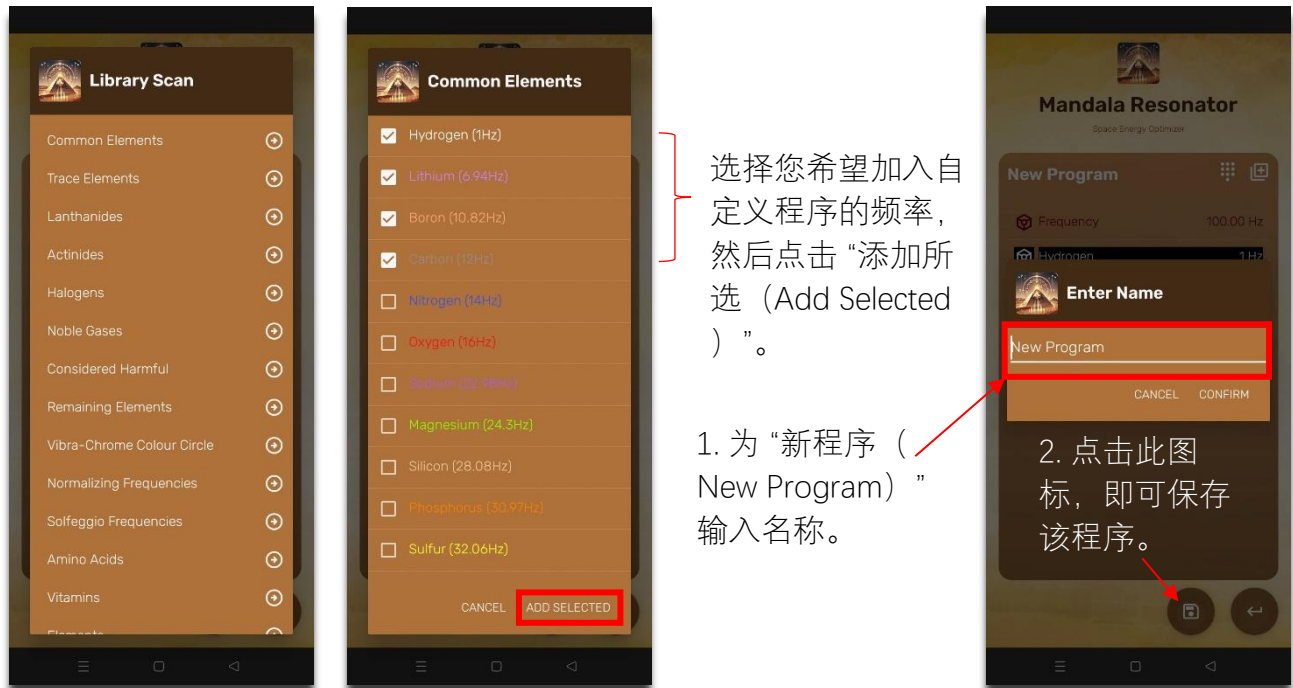 Library Scan
Common Elements
Trace Elements
Lanthanides
Actinides
Halogens
Noble Gases
Considered Harmful
Remaining Elements
Vibra-Chrome Colour Circle
Normalizing Frequencies
Solfeggio Frequencies
Amino Acids
Vitamins
Elements
Common Elements
Hydrogen (1Hz)
Lithium (6.94Hz)
Boron (10.82Hz)
Carbon (12Hz)
Nitrogen (14Hz)
Oxygen (16Hz)
Sodium (22.98Hz)
Magnesium (24.3Hz)
Silicon (28.08Hz)
Phosphorus (30.97Hz)
Sulfur (32.06Hz)
CANCEL ADD SELECTED
选择您希望加入自
定义程序的频率,
然后点击 “添加所
选（Add Selected
）”。
1. 为 “新程序（
New Program）”
输入名称。
Mandala Resonator
Space Energy Optimizer
New Program
Frequency 100.00 Hz
Hydrogen 1 Hz
Enter Name
New Program
CANCEL CONFIRM
2. 点击此图
标，即可保存
该程序。